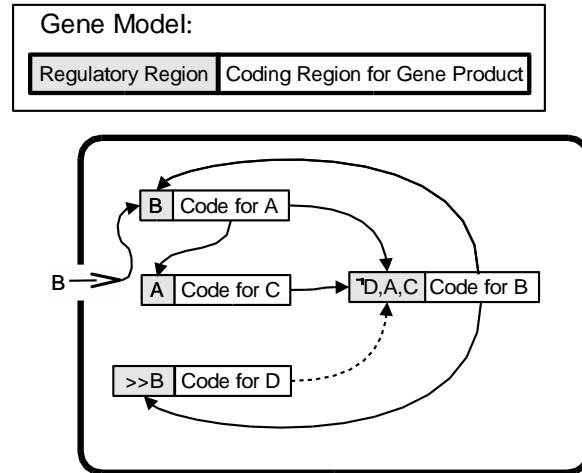 Gene Model:
Regulatory Region Coding Region for Gene Product
B Code for A
B
A Code for C
¬D,A,C Code for B
>>B Code for D